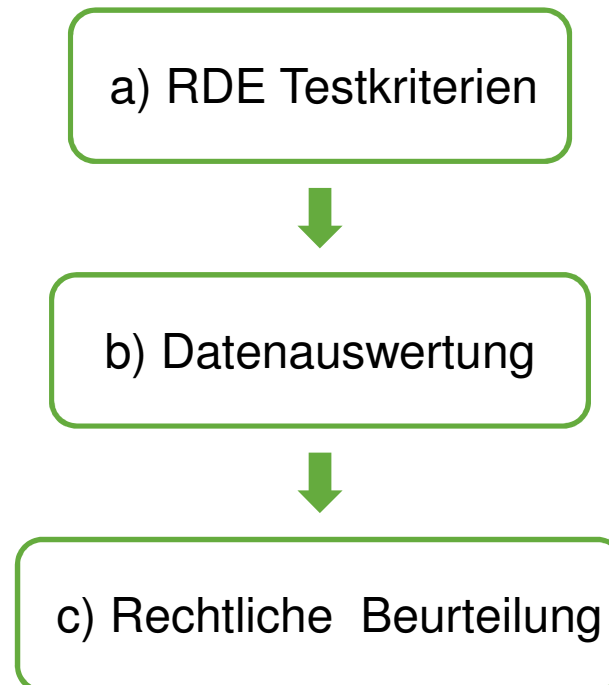 a) RDE Testkriterien
b) Datenauswertung
c) Rechtliche Beurteilung